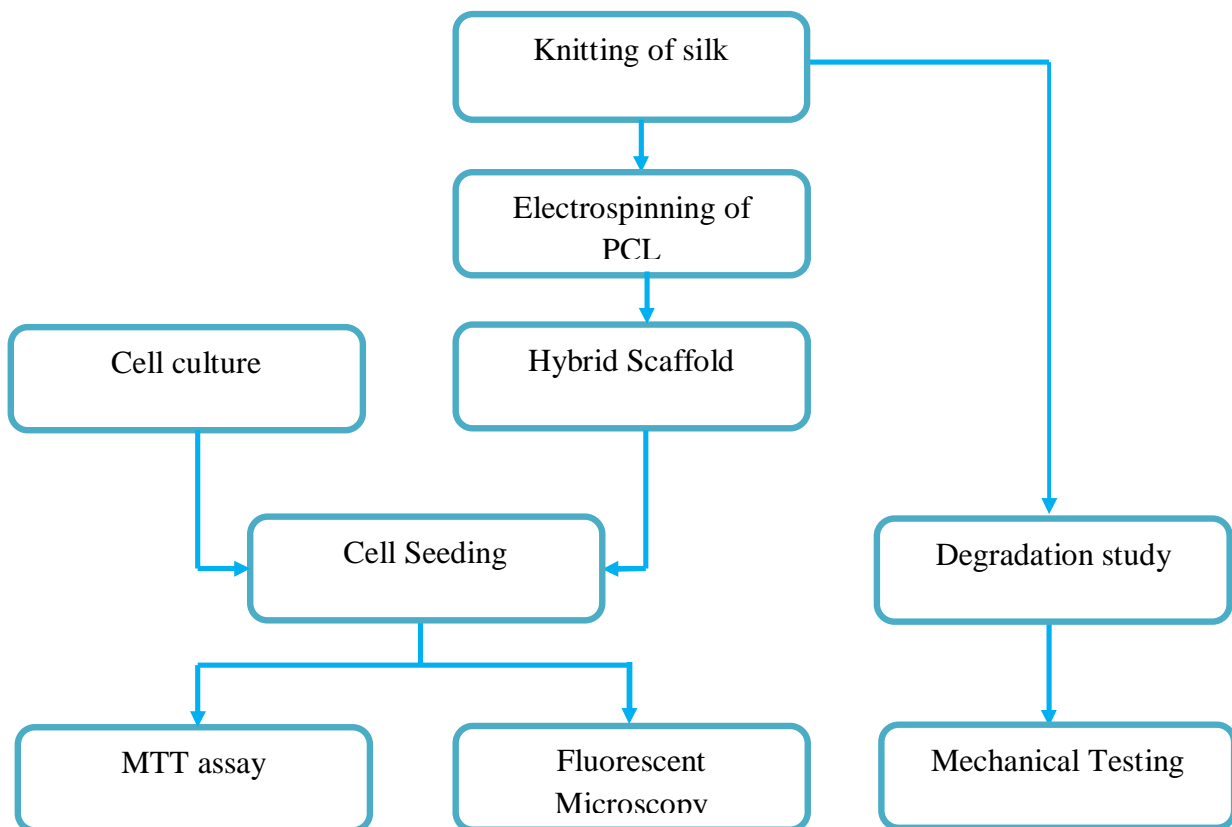 Knitting of silk
Electrospinning of
PCL
Cell culture
Hybrid Scaffold
Cell Seeding
Degradation study
MTT assay
Fluorescent
Microscopy
Mechanical Testing